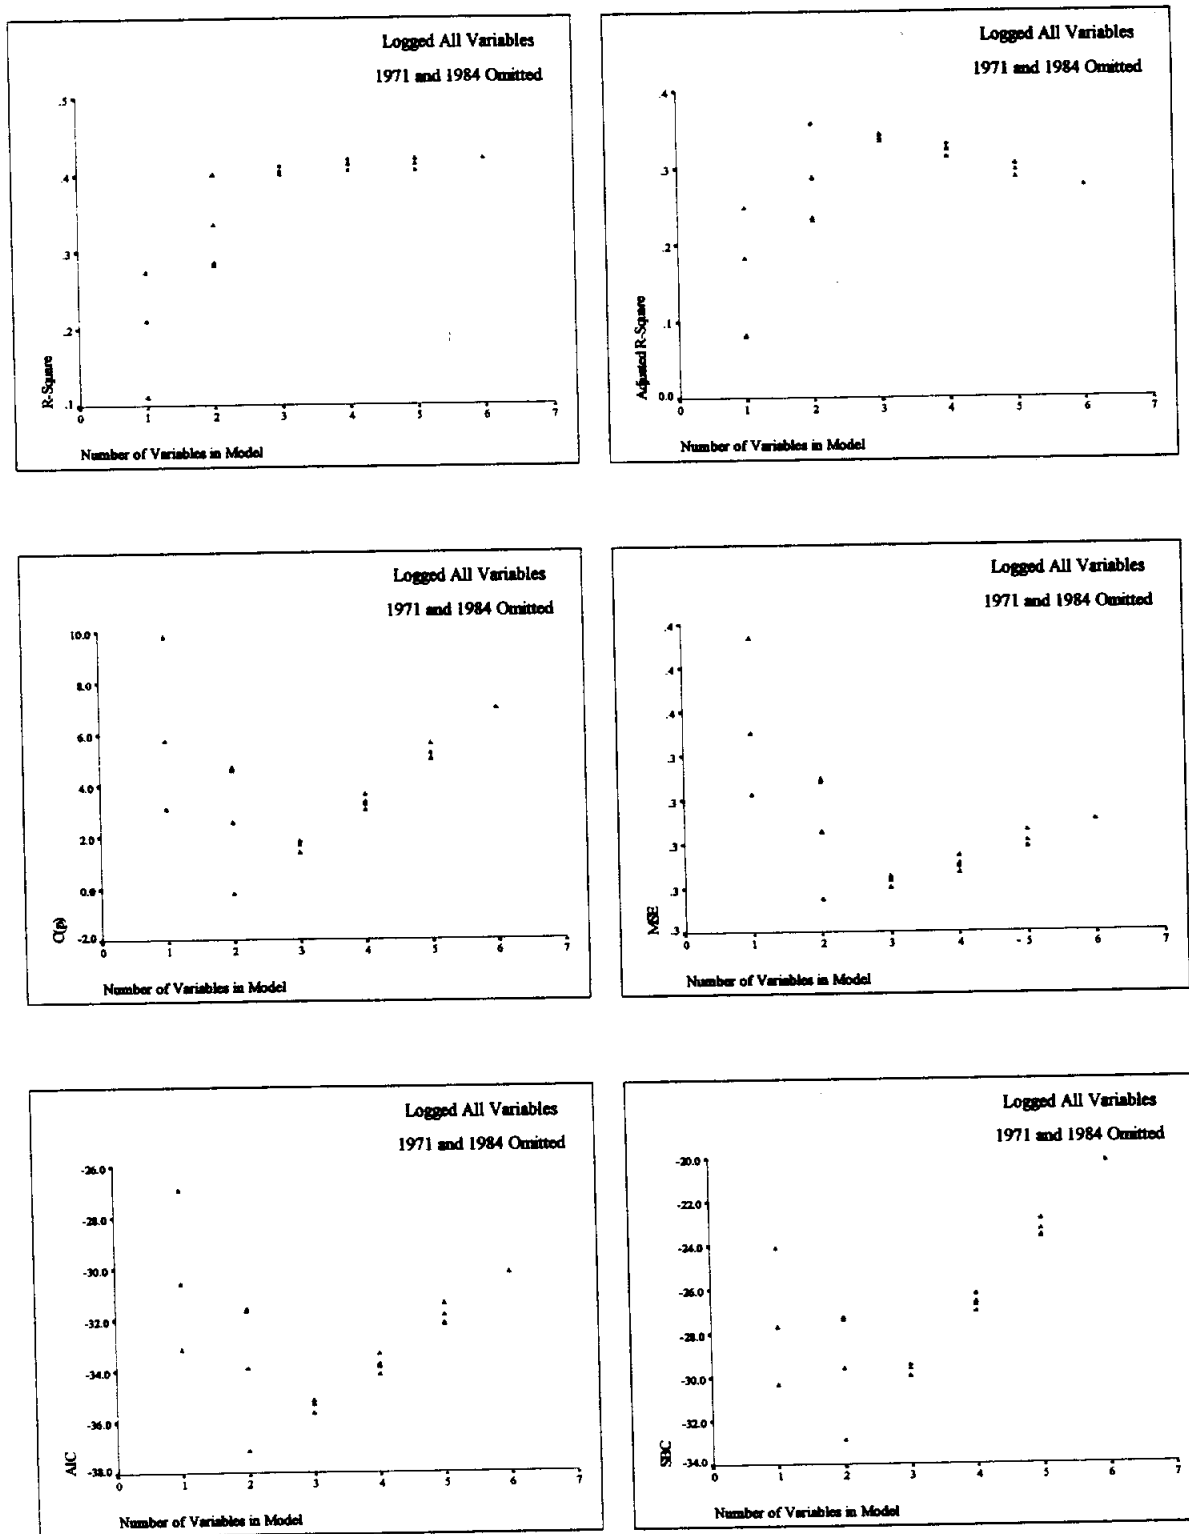 Logged All Variables
1971 and 1984 Omitted
.5
.4
.3
.2
.1
R-Square
0 1 2 3 4 5 6 7
Number of Variables in Model
Logged All Variables
1971 and 1984 Omitted
.4
.3
.2
.1
0.0
Adjusted R-Square
0 1 2 3 4 5 6 7
Number of Variables in Model
Logged All Variables
1971 and 1984 Omitted
10.0
8.0
6.0
4.0
2.0
0.0
-2.0
C(p)
0 1 2 3 4 5 6 7
Number of Variables in Model
Logged All Variables
1971 and 1984 Omitted
.4
.4
.4
.3
.3
.3
.3
.3
MSE
0 1 2 3 4 5 6 7
Number of Variables in Model
Logged All Variables
1971 and 1984 Omitted
-26.0
-28.0
-30.0
-32.0
-34.0
-36.0
-38.0
AIC
0 1 2 3 4 5 6 7
Number of Variables in Model
Logged All Variables
1971 and 1984 Omitted
-20.0
-22.0
-24.0
-26.0
-28.0
-30.0
-32.0
-34.0
SBC
0 1 2 3 4 5 6 7
Number of Variables in Model